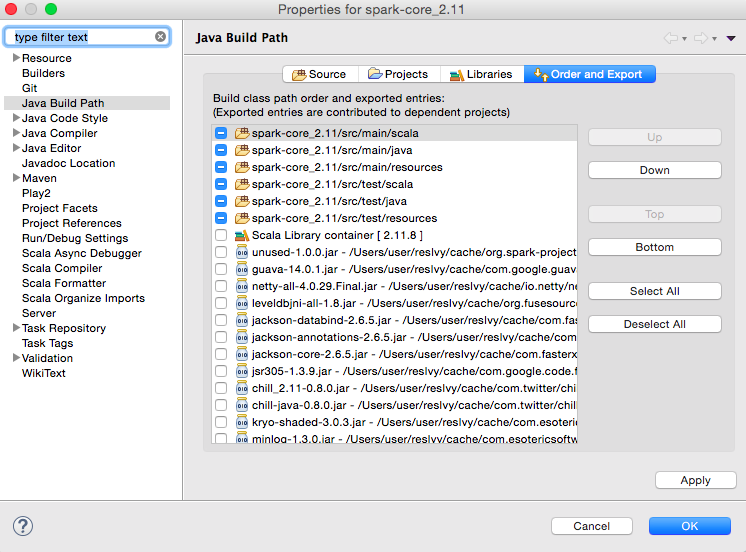 Properties for spark-core_2.11
type filter text
Resource
Builders
Git
Java Build Path
Java Code Style
Java Compiler
Java Editor
Javadoc Location
Maven
Play2
Project Facets
Project References
Run/Debug Settings
Scala Async Debugger
Scala Compiler
Scala Formatter
Scala Organize Imports
Server
Task Repository
Task Tags
Validation
WikiText
Java Build Path
Source
Projects
Libraries
Order and Export
Build class path order and exported entries:
(Exported entries are contributed to dependent projects)
spark-core_2.11/src/main/scala
spark-core_2.11/src/main/java
spark-core_2.11/src/main/resources
spark-core_2.11/src/test/scala
spark-core_2.11/src/test/java
spark-core_2.11/src/test/resources
Scala Library container [ 2.11.8 ]
unused-1.0.0.jar - /Users/user/reslvy/cache/org.spark-project
guava-14.0.1.jar - /Users/user/reslvy/cache/com.google.guav
netty-all-4.0.29.Final.jar - /Users/user/reslvy/cache/io.netty/ne
leveldbjni-all-1.8.jar - /Users/user/reslvy/cache/org.fusesourc
jackson-databind-2.6.5.jar - /Users/user/reslvy/cache/com.fas
jackson-annotations-2.6.5.jar - /Users/user/reslvy/cache/com.
jackson-core-2.6.5.jar - /Users/user/reslvy/cache/com.fasterx
jsr305-1.3.9.jar - /Users/user/reslvy/cache/com.google.code.f
chill_2.11-0.8.0.jar - /Users/user/reslvy/cache/com.twitter/chi
chill-java-0.8.0.jar - /Users/user/reslvy/cache/com.twitter/chil
kryo-shaded-3.0.3.jar - /Users/user/reslvy/cache/com.esoteri
minlog-1.3.0.jar - /Users/user/reslvy/cache/com.esotericsoftw
Up
Down
Top
Bottom
Select All
Deselect All
Apply
?
Cancel
OK